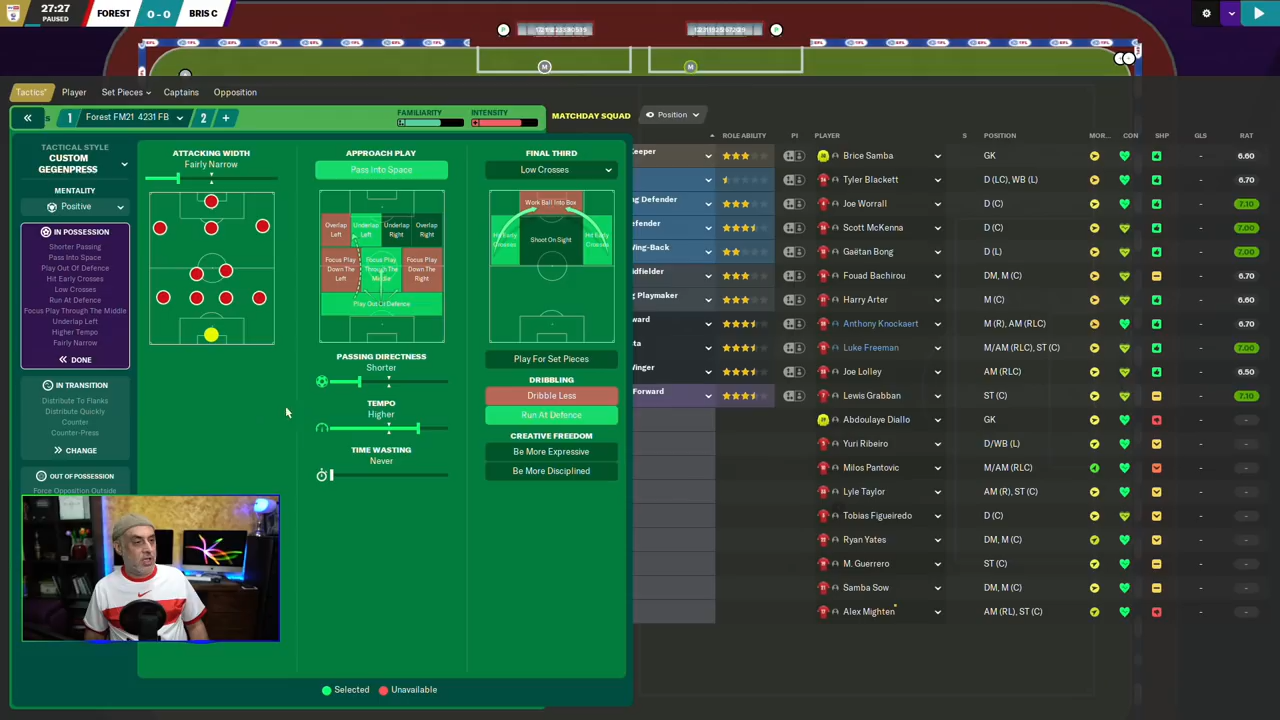 27:27
PAUSED
FOREST
0 - 0
BRIS C
P
P
M
M
Tactics*
Player
Set Pieces
Captains
Opposition
1
Forest FM21 4231 FB
2
+
FAMILIARITY
INTENSITY
MATCHDAY SQUAD
Position
TACTICAL STYLE
CUSTOM
GEGENPRESS
MENTALITY
Positive
IN POSSESSION
Shorter Passing
Pass Into Space
Play Out Of Defence
Hit Early Crosses
Low Crosses
Run At Defence
Focus Play Through The Middle
Underlap Left
Higher Tempo
Fairly Narrow
DONE
IN TRANSITION
Distribute To Flanks
Distribute Quickly
Counter
Counter-Press
CHANGE
OUT OF POSSESSION
Force Opposition Outside
ATTACKING WIDTH
Fairly Narrow
APPROACH PLAY
Pass Into Space
Overlap Left
Underlap Left
Underlap Right
Overlap Right
Focus Play Down The Left
Focus Play Through The Middle
Focus Play Down The Right
Play Out Of Defence
PASSING DIRECTNESS
Shorter
TEMPO
Higher
TIME WASTING
Never
FINAL THIRD
Low Crosses
Work Ball Into Box
Hit Early Crosses
Shoot On Sight
Hit Early Crosses
Play For Set Pieces
DRIBBLING
Dribble Less
Run At Defence
CREATIVE FREEDOM
Be More Expressive
Be More Disciplined
Selected
Unavailable
ROLE ABILITY
PI
PLAYER
S
POSITION
MOR...
CON
SHP
GLS
RAT
Brice Samba GK - 6.60
Tyler Blackett D (LC), WB (L) - 6.70
Joe Worrall D (C) - 7.10
Scott McKenna D (C) - 7.00
Gaëtan Bong D (L), WB (L) - 7.00
Fouad Bachirou DM, M (C) - 6.70
Harry Arter M (C) - 6.60
Anthony Knockaert M (R), AM (RLC) - 6.70
Luke Freeman M/AM (RLC), ST (C) - 7.00
Joe Lolley AM (RLC) - 6.50
Lewis Grabban ST (C) - 7.10
Abdoulaye Diallo GK - -
Yuri Ribeiro D/WB (L) - -
Milos Pantovic M/AM (RLC) - -
Lyle Taylor AM (R), ST (C) - -
Tobias Figueiredo D (C) - -
Ryan Yates DM, M (C) - -
M. Guerrero ST (C) - -
Samba Sow DM, M (C) - -
Alex Mighten AM (RL), ST (C) - -